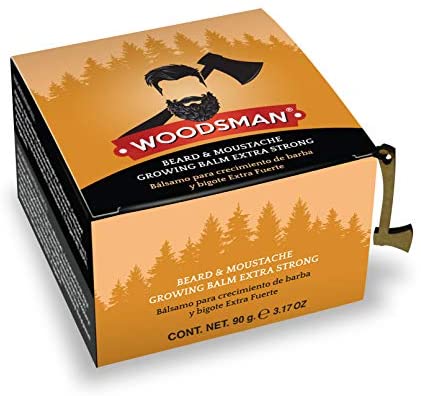 WOODSMAN®
BEARD & MOUSTACHE
GROWING BALM EXTRA STRONG
Bálsamo para crecimiento de barba
y bigote Extra Fuerte
BEARD & MOUSTACHE
GROWING BALM EXTRA STRONG
Bálsamo para crecimiento de barba
y bigote Extra Fuerte
CONT. NET. 90 g. ℮ 3.17 OZ